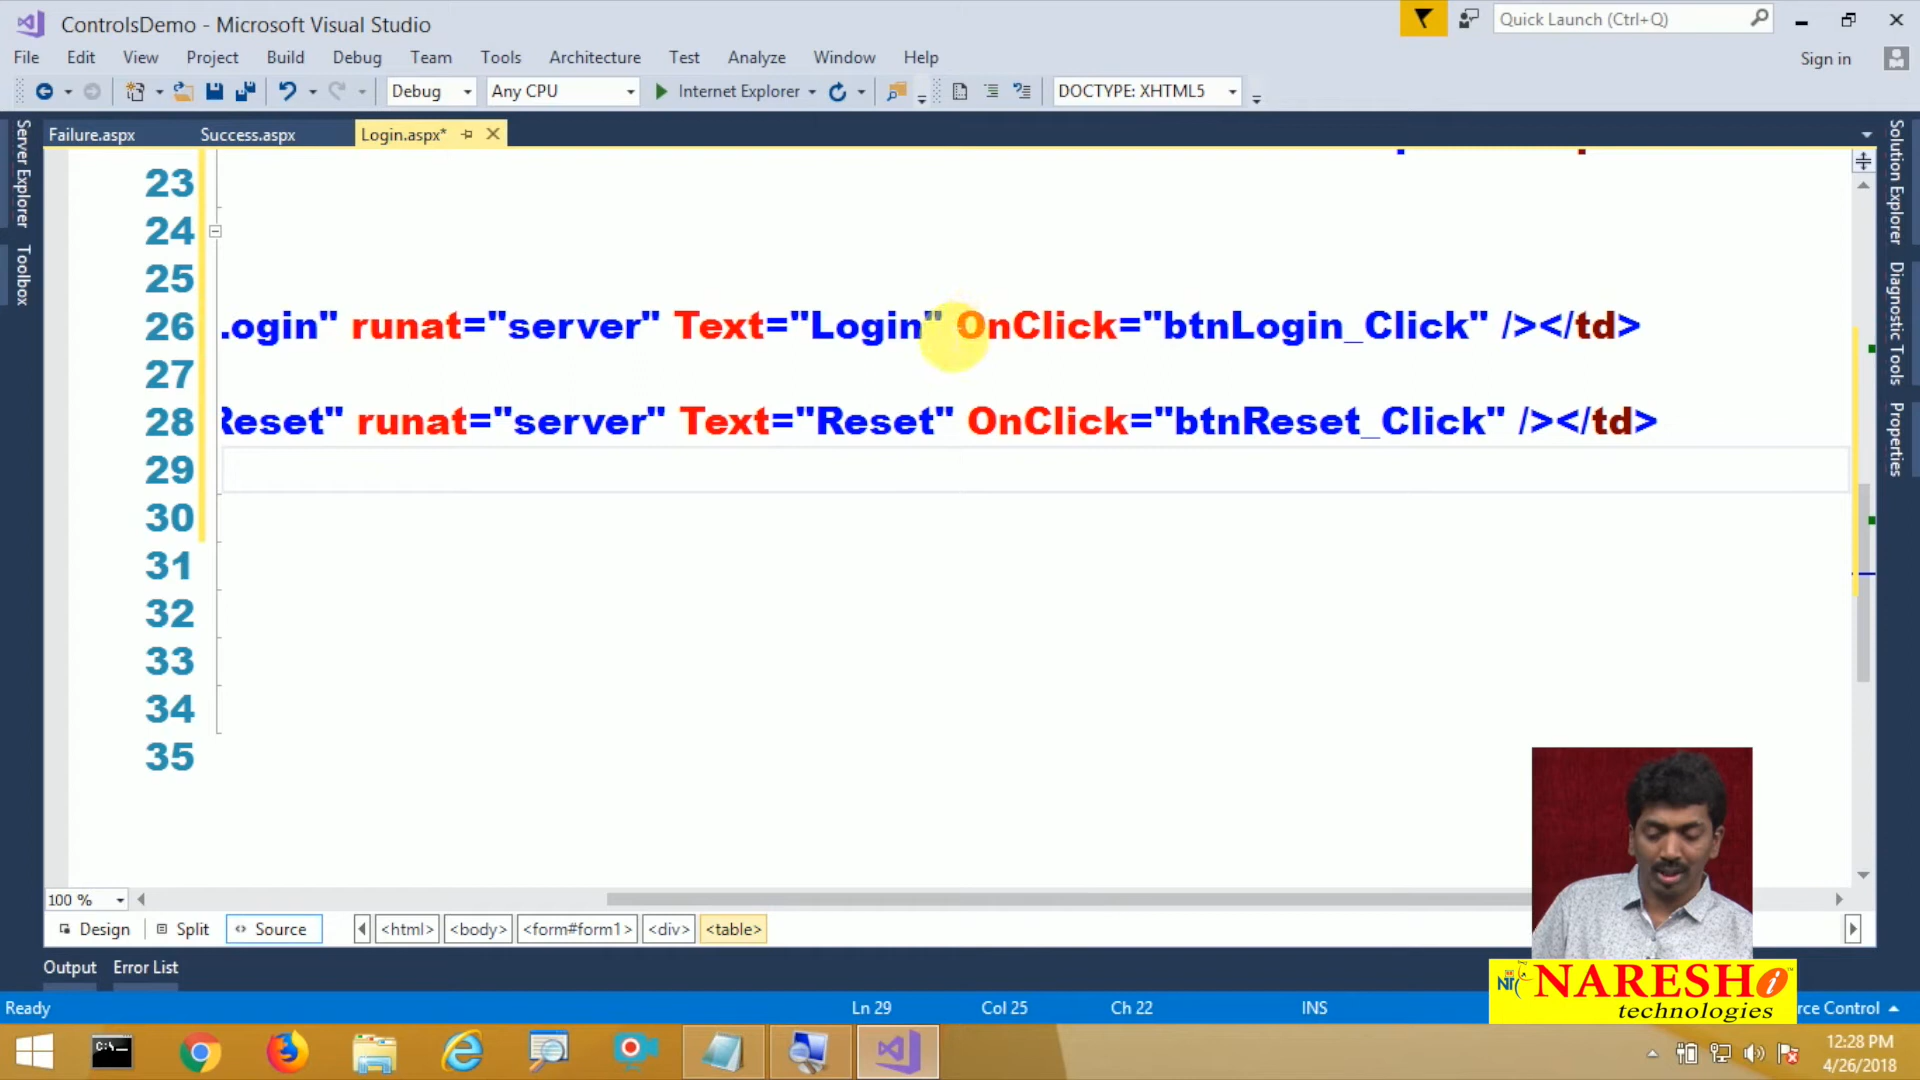 ControlsDemo - Microsoft Visual Studio
Quick Launch (Ctrl+Q)
File Edit View Project Build Debug Team Tools Architecture Test Analyze Window Help
Sign in
Debug Any CPU Internet Explorer DOCTYPE: XHTML5
Failure.aspx Success.aspx Login.aspx*
Server Explorer
Toolbox
Solution Explorer
Diagnostic Tools
Properties
23
24
25
26 Login" runat="server" Text="Login" OnClick="btnLogin_Click" /></td>
27
28 Reset" runat="server" Text="Reset" OnClick="btnReset_Click" /></td>
29
30
31
32
33
34
35
100 %
Design Split Source <html> <body> <form#form1> <div> <table>
Output Error List
Ready Ln 29 Col 25 Ch 22 INS rce Control
NARESH i
technologies
C:\_
12:28 PM
4/26/2018